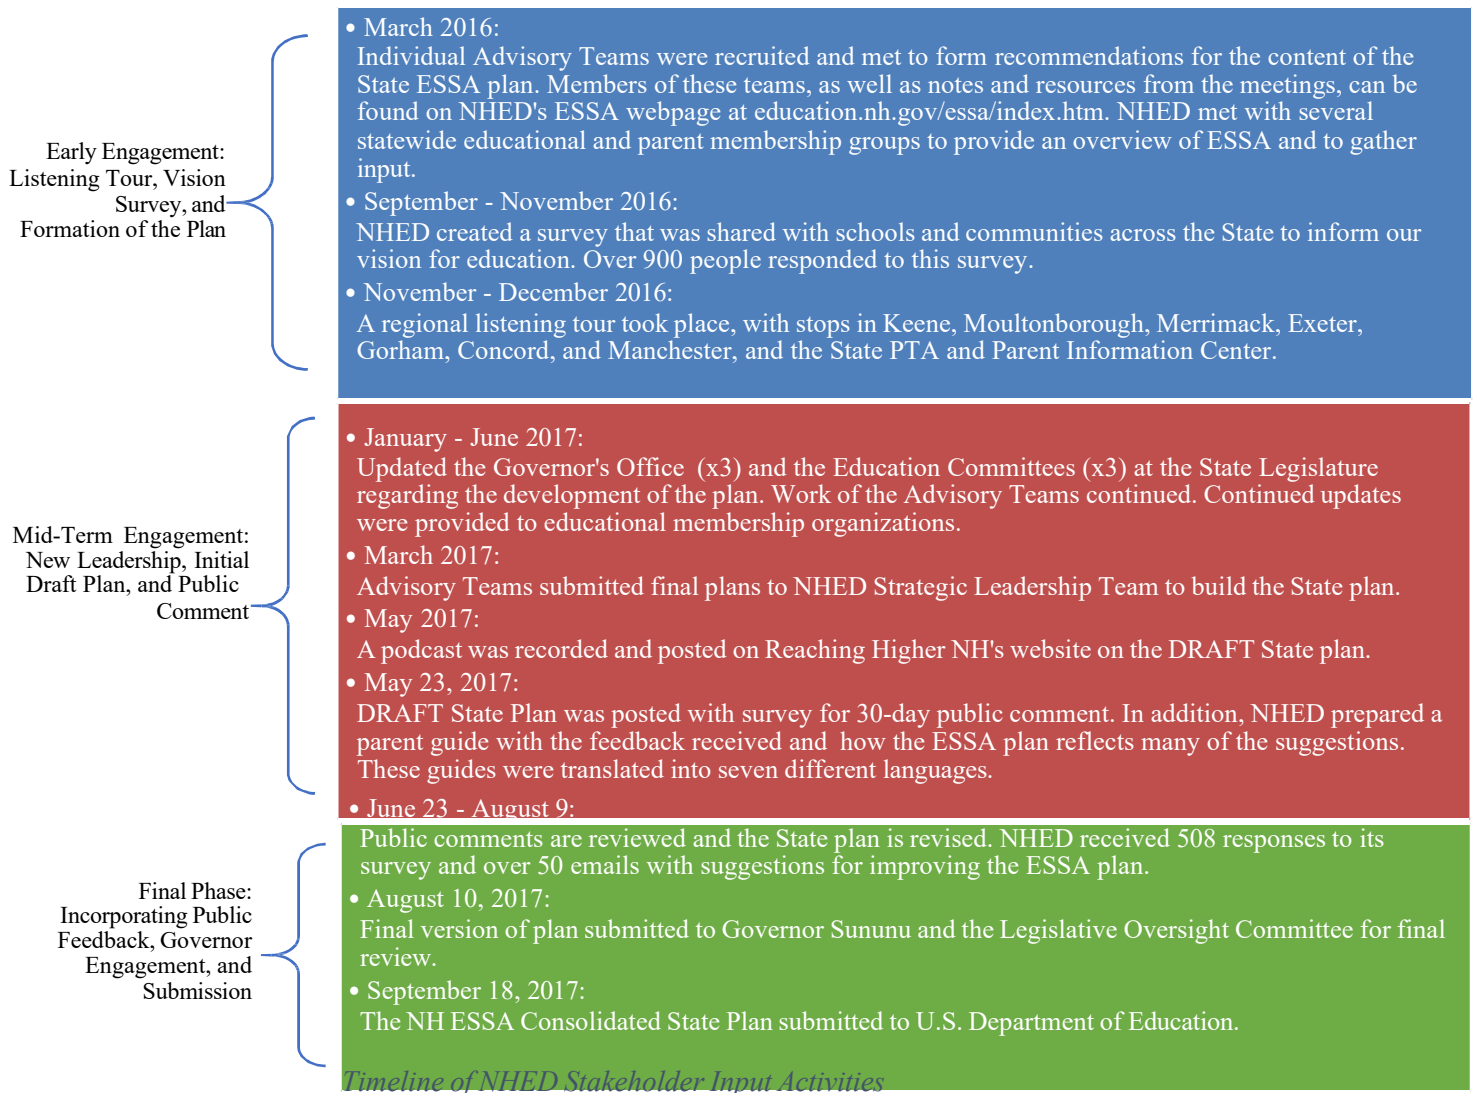 Early Engagement:
Listening Tour, Vision
Survey, and
Formation of the Plan
• March 2016:
Individual Advisory Teams were recruited and met to form recommendations for the content of the
State ESSA plan. Members of these teams, as well as notes and resources from the meetings, can be
found on NHED's ESSA webpage at education.nh.gov/essa/index.htm. NHED met with several
statewide educational and parent membership groups to provide an overview of ESSA and to gather
input.
• September - November 2016:
NHED created a survey that was shared with schools and communities across the State to inform our
vision for education. Over 900 people responded to this survey.
• November - December 2016:
A regional listening tour took place, with stops in Keene, Moultonborough, Merrimack, Exeter,
Gorham, Concord, and Manchester, and the State PTA and Parent Information Center.
Mid-Term Engagement:
New Leadership, Initial
Draft Plan, and Public
Comment
• January - June 2017:
Updated the Governor's Office (x3) and the Education Committees (x3) at the State Legislature
regarding the development of the plan. Work of the Advisory Teams continued. Continued updates
were provided to educational membership organizations.
• March 2017:
Advisory Teams submitted final plans to NHED Strategic Leadership Team to build the State plan.
• May 2017:
A podcast was recorded and posted on Reaching Higher NH's website on the DRAFT State plan.
• May 23, 2017:
DRAFT State Plan was posted with survey for 30-day public comment. In addition, NHED prepared a
parent guide with the feedback received and how the ESSA plan reflects many of the suggestions.
These guides were translated into seven different languages.
• June 23 - August 9:
Final Phase:
Incorporating Public
Feedback, Governor
Engagement, and
Submission
Public comments are reviewed and the State plan is revised. NHED received 508 responses to its
survey and over 50 emails with suggestions for improving the ESSA plan.
• August 10, 2017:
Final version of plan submitted to Governor Sununu and the Legislative Oversight Committee for final
review.
• September 18, 2017:
The NH ESSA Consolidated State Plan submitted to U.S. Department of Education.
Timeline of NHED Stakeholder Input Activities